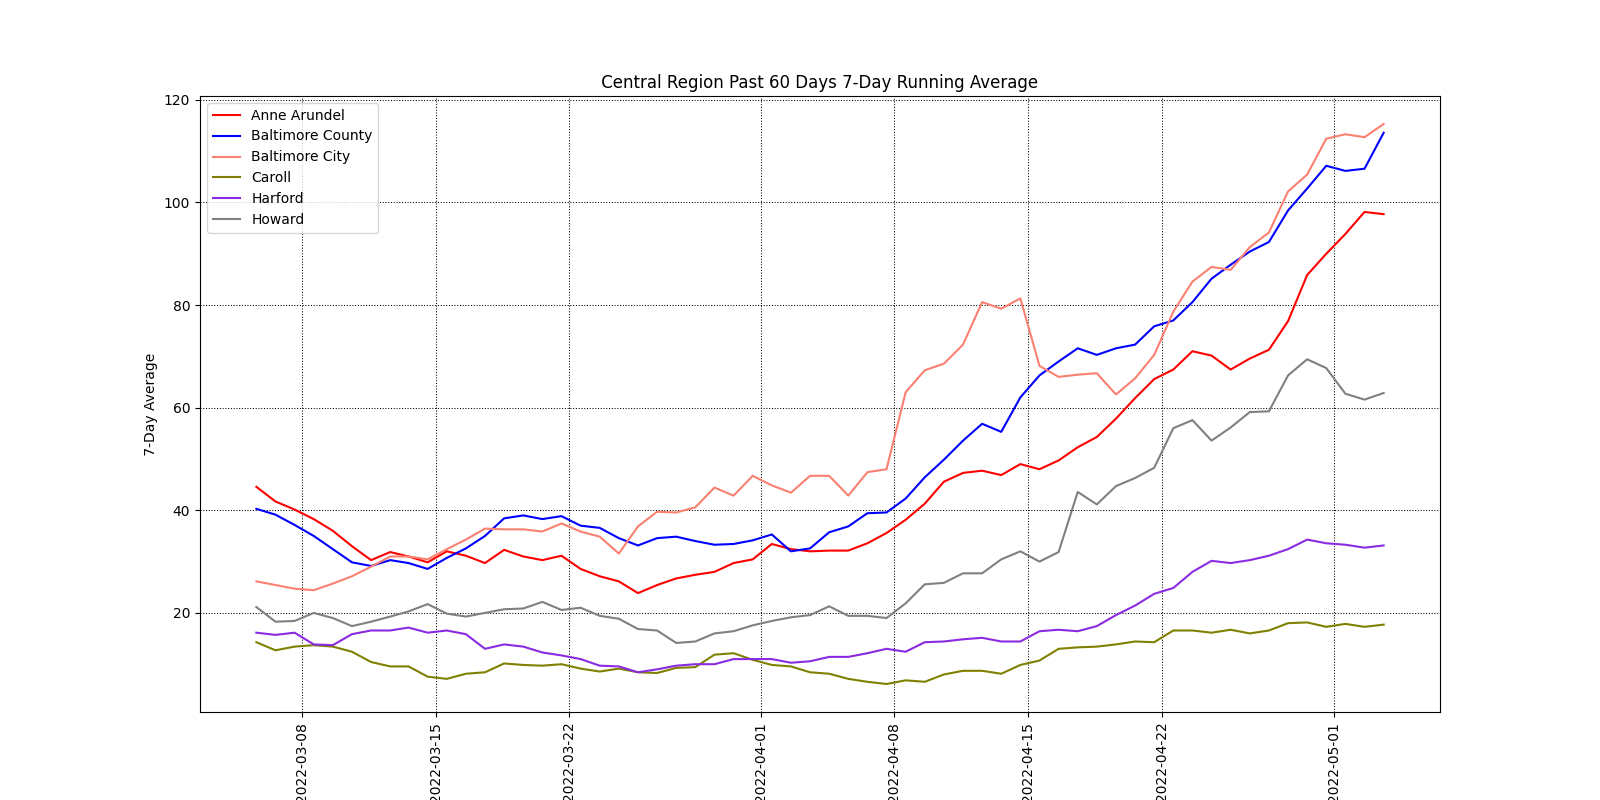 Central Region Past 60 Days 7-Day Running Average
120
100
80
60
40
20
7-Day Average
Anne Arundel
Baltimore County
Baltimore City
Caroll
Harford
Howard
2022-03-08
2022-03-15
2022-03-22
2022-04-01
2022-04-08
2022-04-15
2022-04-22
2022-05-01